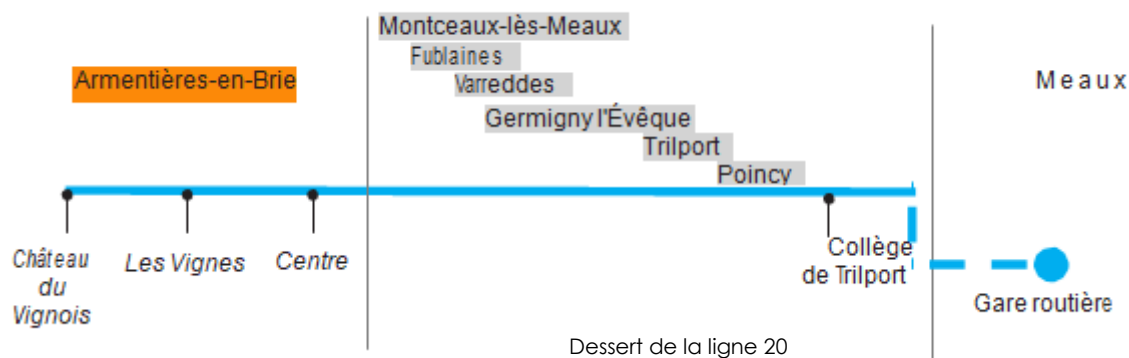 Armentières-en-Brie
Montceaux-lès-Meaux
Fublaines
Varreddes
Germigny l'Évêque
Trilport
Poincy
Meaux
Château
du
Vignois
Les Vignes
Centre
Collège
de Trilport
Gare routière
Dessert de la ligne 20